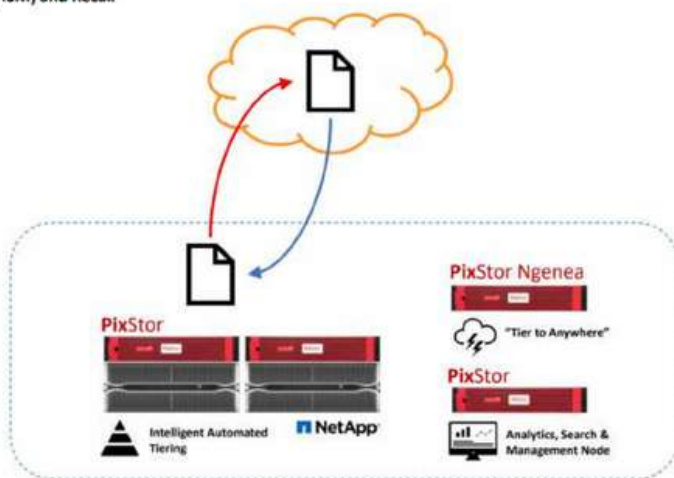 PixStor
Intelligent Automated
Tiering
NetApp
PixStor Ngenea
"Tier to Anywhere"
PixStor
Analytics, Search &
Management Node